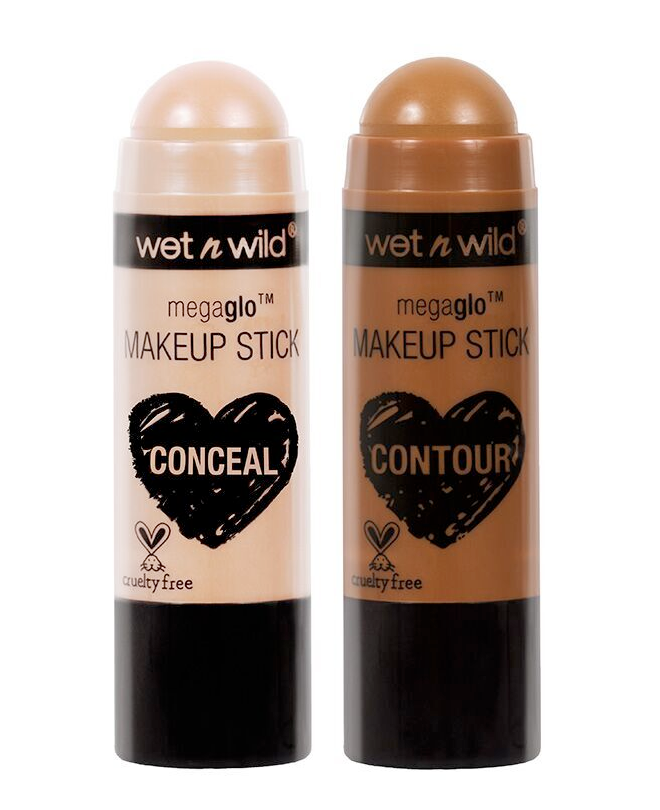 wet n wild®
megaglo™
MAKEUP STICK
CONCEAL
cruelty free
wet n wild®
megaglo™
MAKEUP STICK
CONTOUR
cruelty free